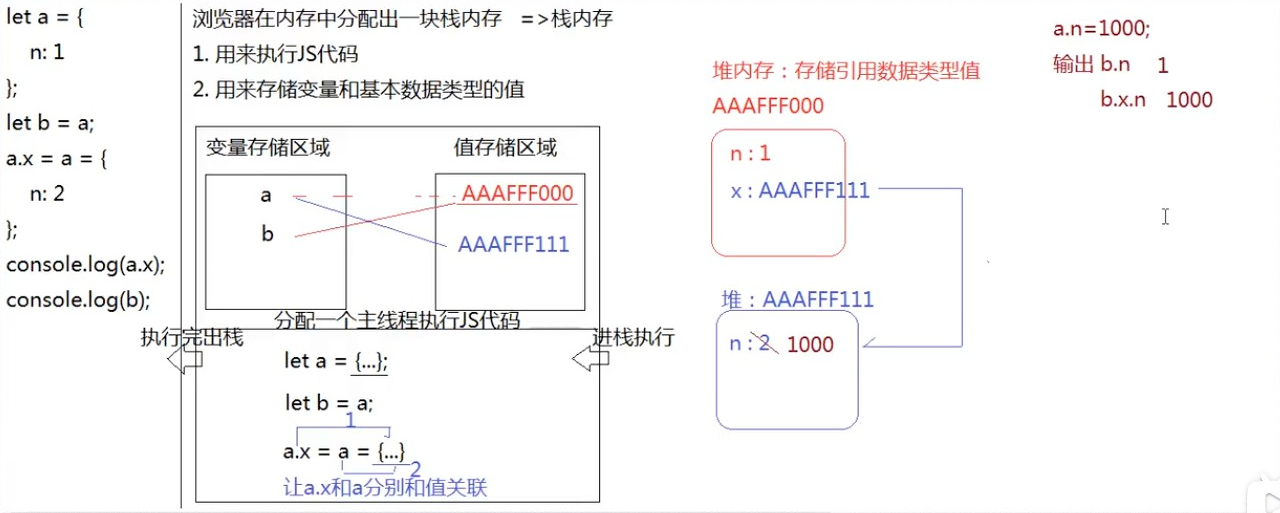 let a = {
n: 1
};
let b = a;
a.x = a = {
n: 2
};
console.log(a.x);
console.log(b);
浏览器在内存中分配出一块栈内存 =>栈内存
1. 用来执行JS代码
2. 用来存储变量和基本数据类型的值
变量存储区域
值存储区域
a
b
AAAFFF000
AAAFFF111
分配一个主线程执行JS代码
执行完出栈
进栈执行
let a = {...};
let b = a;
1
a.x = a = {...}
2
让a.x和a分别和值关联
堆内存：存储引用数据类型值
AAAFFF000
n : 1
x : AAAFFF111
堆：AAAFFF111
n : 2 1000
a.n=1000;
输出 b.n 1
b.x.n 1000